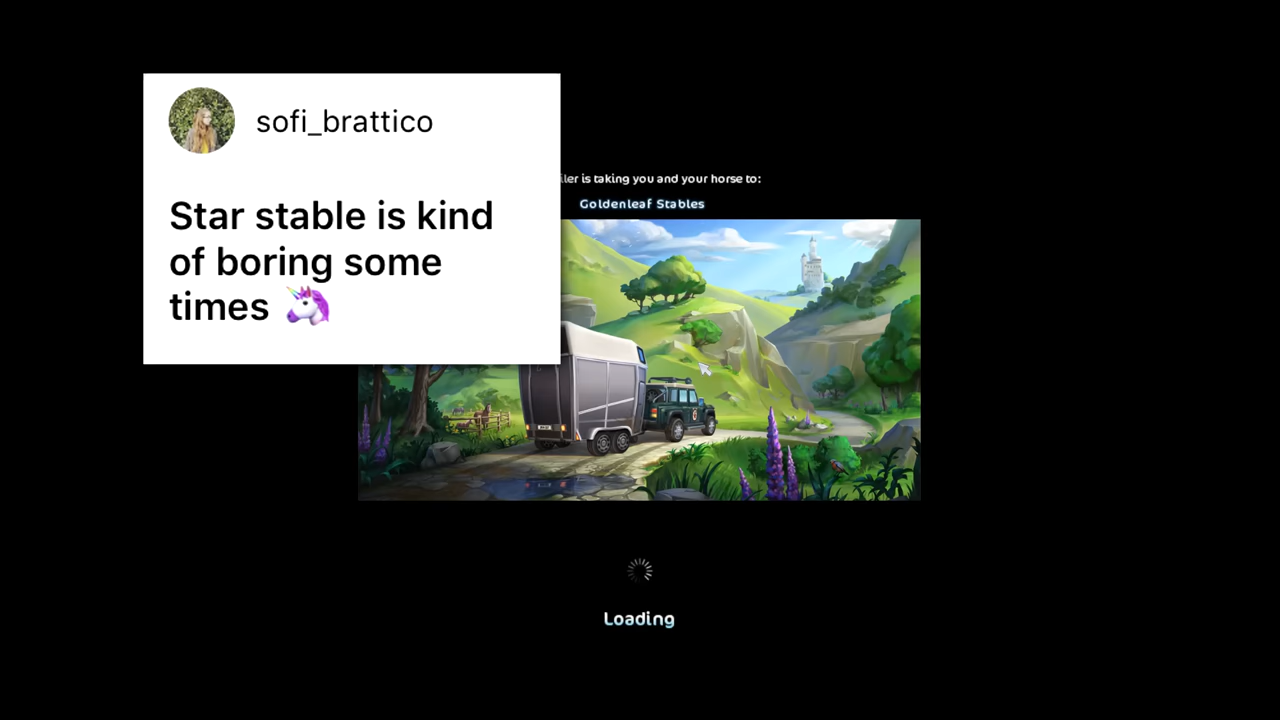 sofi_brattico
Star stable is kind
of boring some
times 🦄
is taking you and your horse to:
Goldenleaf Stables
Loading